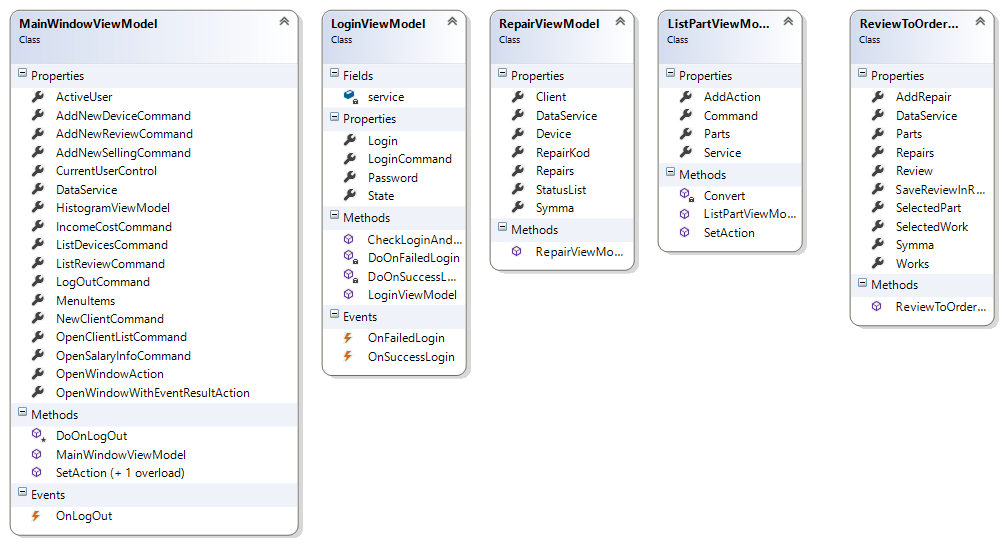 MainWindowViewModel
Class
Properties
ActiveUser
AddNewDeviceCommand
AddNewReviewCommand
AddNewSellingCommand
CurrentUserControl
DataService
HistogramViewModel
IncomeCostCommand
ListDevicesCommand
ListReviewCommand
LogOutCommand
MenuItems
NewClientCommand
OpenClientListCommand
OpenSalaryInfoCommand
OpenWindowAction
OpenWindowWithEventResultAction
Methods
DoOnLogOut
MainWindowViewModel
SetAction (+ 1 overload)
Events
OnLogOut
LoginViewModel
Class
Fields
service
Properties
Login
LoginCommand
Password
State
Methods
CheckLoginAnd...
DoOnFailedLogin
DoOnSuccessL...
LoginViewModel
Events
OnFailedLogin
OnSuccessLogin
RepairViewModel
Class
Properties
Client
DataService
Device
RepairKod
Repairs
StatusList
Symma
Methods
RepairViewMo...
ListPartViewMo...
Class
Properties
AddAction
Command
Parts
Service
Methods
Convert
ListPartViewMo...
SetAction
ReviewToOrder...
Class
Properties
AddRepair
DataService
Parts
Repairs
Review
SaveReviewInR...
SelectedPart
SelectedWork
Symma
Works
Methods
ReviewToOrder...